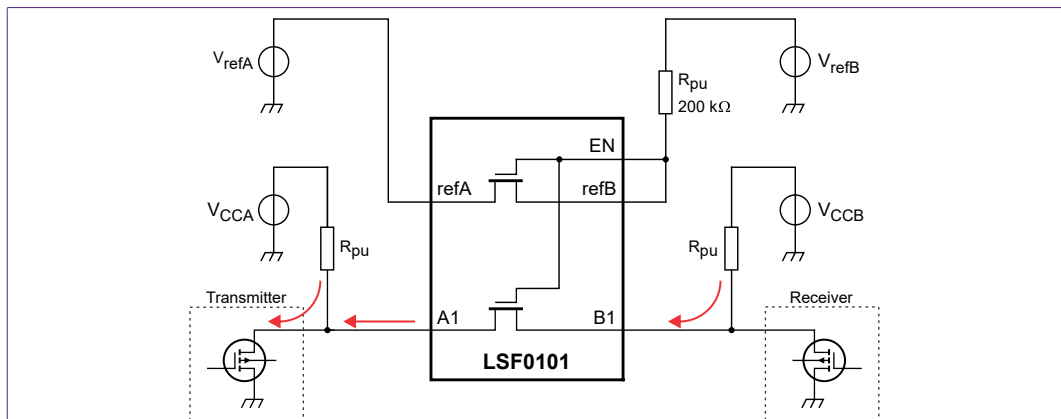 VrefA
VrefB
Rpu
200 kΩ
EN
refA
refB
VCCA
VCCB
Rpu
Rpu
Transmitter
Receiver
A1
B1
LSF0101